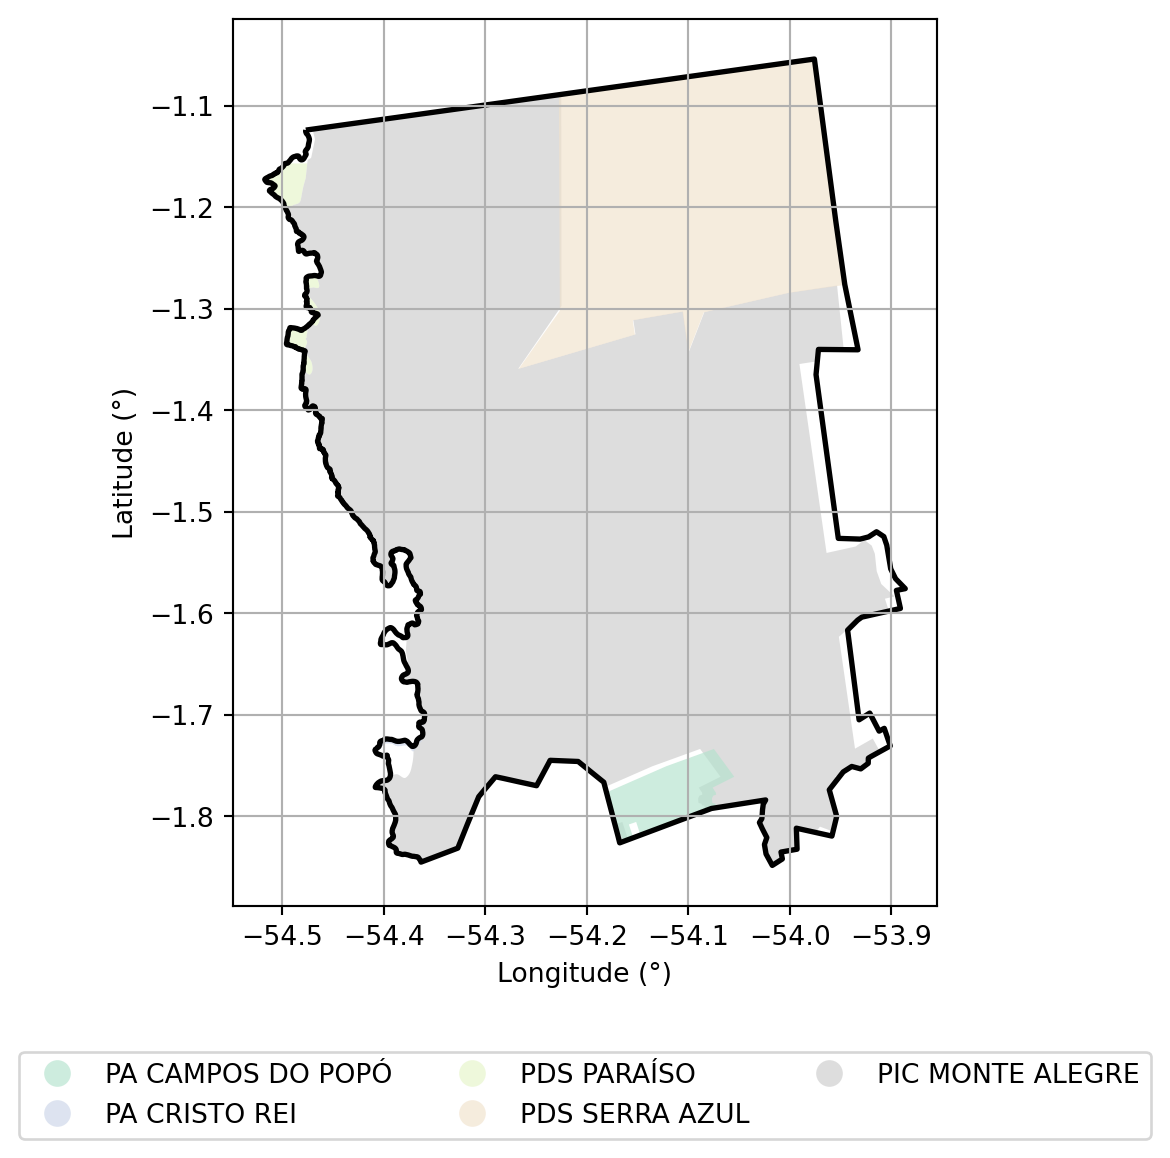 −1.1
−1.2
−1.3
−1.4
−1.5
−1.6
−1.7
−1.8
Latitude (°)
−54.5 −54.4 −54.3 −54.2 −54.1 −54.0 −53.9
Longitude (°)
PA CAMPOS DO POPÓ PDS PARAÍSO PIC MONTE ALEGRE
PA CRISTO REI PDS SERRA AZUL